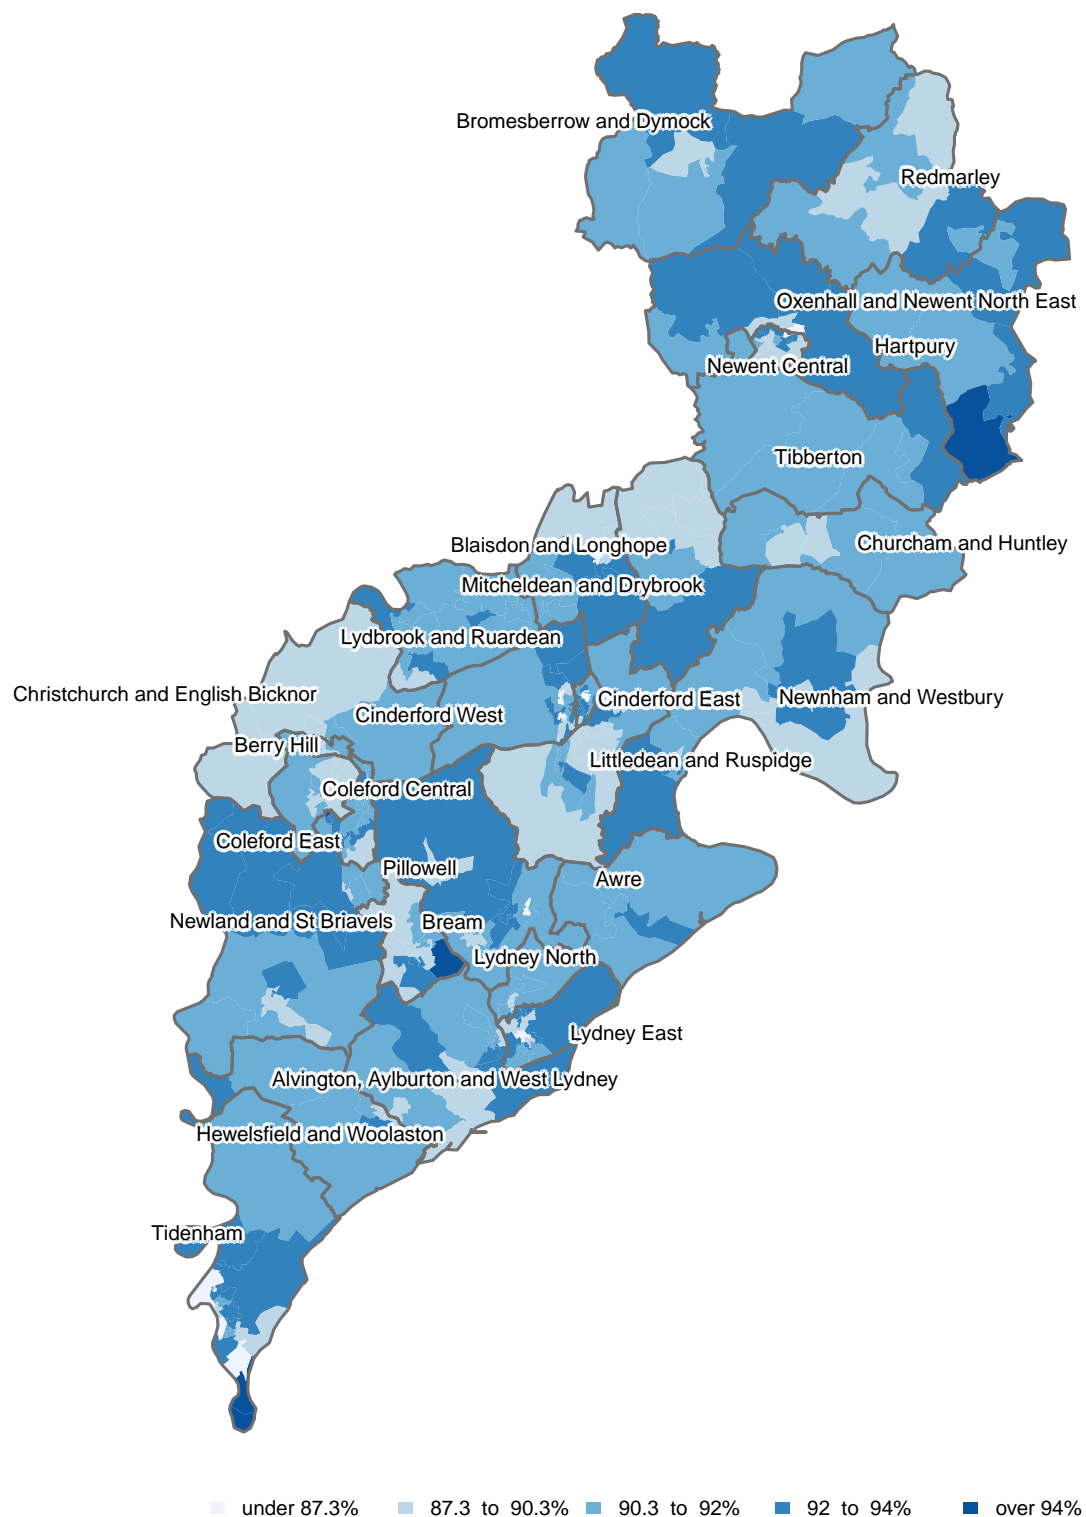 Bromesberrow and Dymock
Redmarley
Oxenhall and Newent North East
Hartpury
Newent Central
Tibberton
Churcham and Huntley
Blaisdon and Longhope
Mitcheldean and Drybrook
Lydbrook and Ruardean
Christchurch and English Bicknor
Cinderford East
Newnham and Westbury
Cinderford West
Berry Hill
Littledean and Ruspidge
Coleford Central
Coleford East
Pillowell
Awre
Newland and St Briavels
Bream
Lydney North
Lydney East
Alvington, Aylburton and West Lydney
Hewelsfield and Woolaston
Tidenham
under 87.3% 87.3 to 90.3% 90.3 to 92% 92 to 94% over 94%